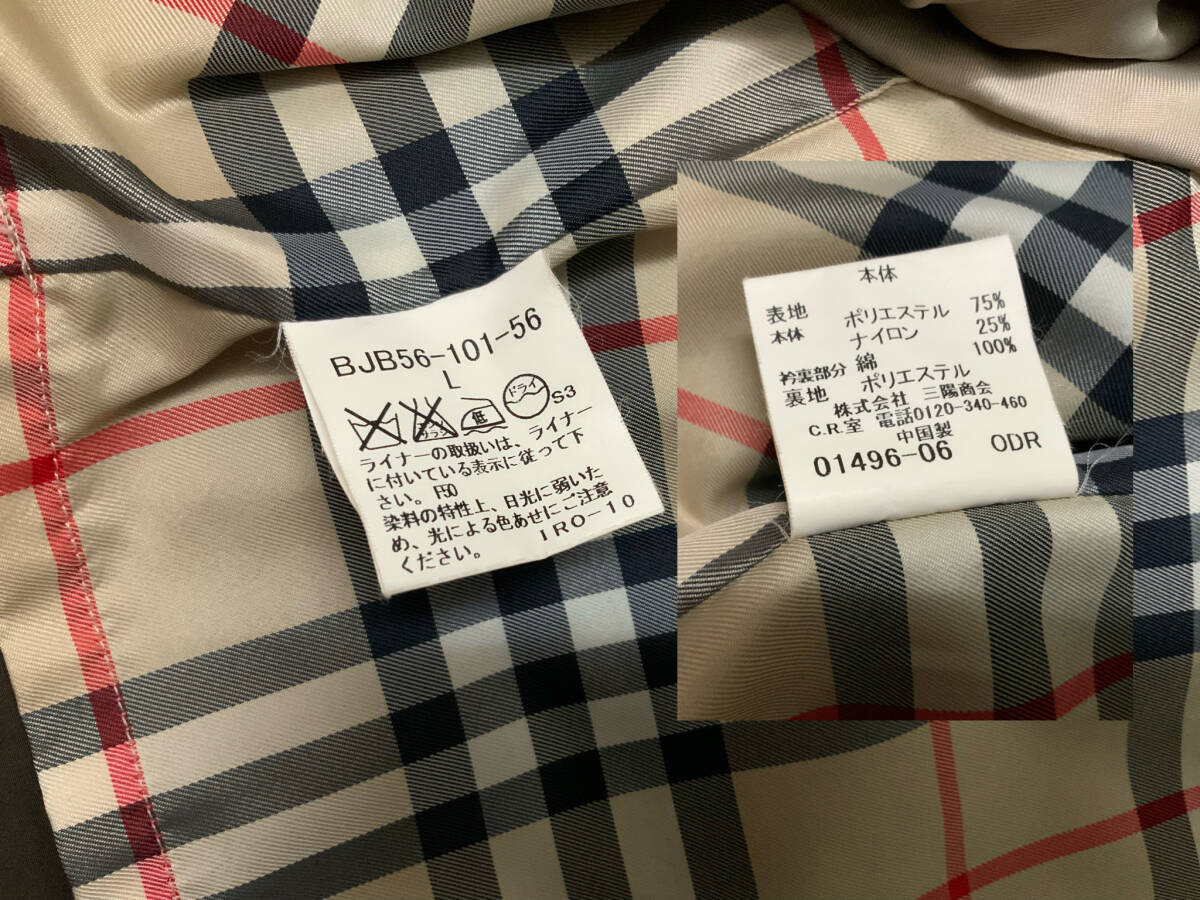 BJB56-101-56
L
サラシ
低
ドライ
S3
ライナーの取扱いは、ライナー
に付いている表示に従って下
さい。F50
染料の特性上、日光に弱いた
め、光による色あせにご注意
ください。
IRO-10
本体
表地 ポリエステル 75%
本体 ナイロン 25%
衿裏部分 綿 100%
裏地 ポリエステル
株式会社 三陽商会
C.R.室 電話0120-340-460
中国製
01496-06 ODR